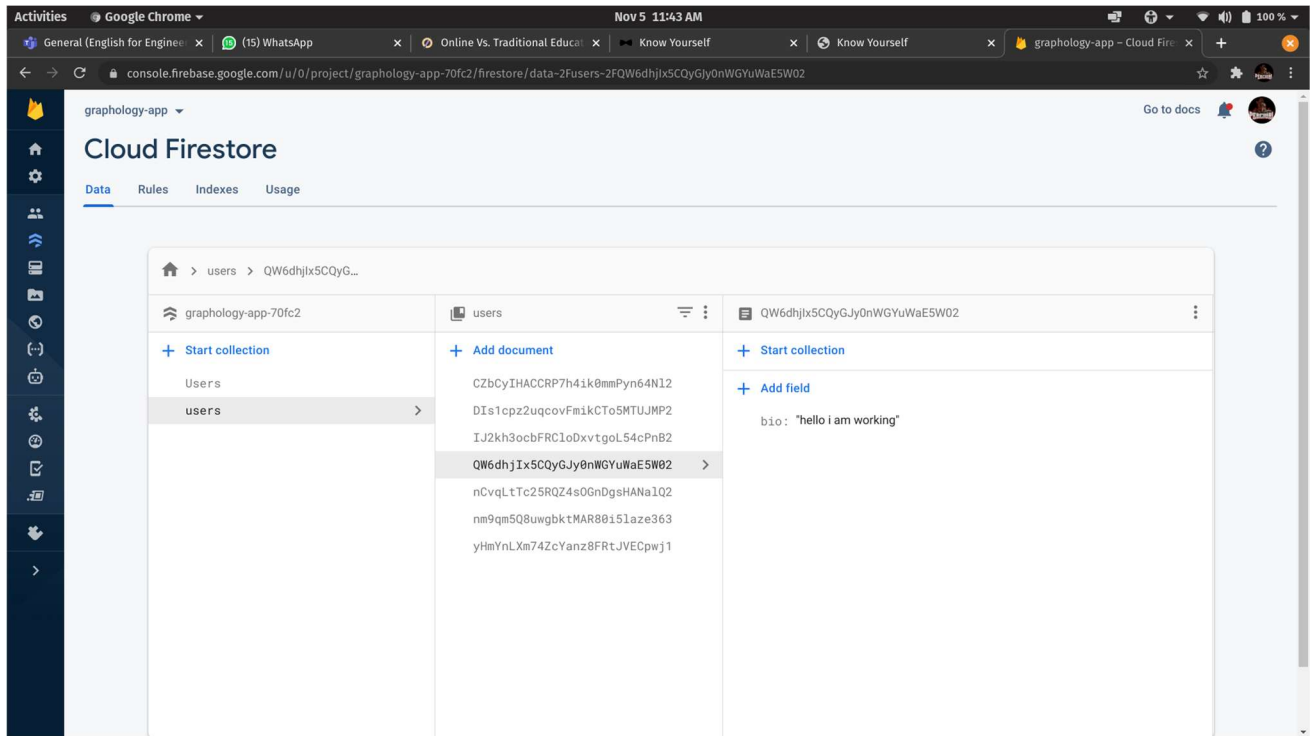 Activities Google Chrome Nov 5 11:43 AM 100 %
General (English for Engineer (15) WhatsApp Online Vs. Traditional Educat Know Yourself Know Yourself graphology-app – Cloud Fire
console.firebase.google.com/u/0/project/graphology-app-70fc2/firestore/data~2Fusers~2FQW6dhjIx5CQyGJy0nWGYuWaE5W02
graphology-app Go to docs
Cloud Firestore
Data Rules Indexes Usage
> users > QW6dhjIx5CQyG...
graphology-app-70fc2 users QW6dhjIx5CQyGJy0nWGYuWaE5W02
+ Start collection + Add document + Start collection
Users CZbCyIHACCRP7h4ik0mmPyn64Nl2 + Add field
users DIs1cpz2uqcovFmikCTo5MTUJMP2 bio: "hello i am working"
IJ2kh3ocbFRCloDxvtgoL54cPnB2
QW6dhjIx5CQyGJy0nWGYuWaE5W02
nCvqLtTc25RQZ4sOGnDgsHANalQ2
nm9qm5Q8uwgbktMAR80i5laze363
yHmYnLXm74ZcYanz8FRtJVECpwj1